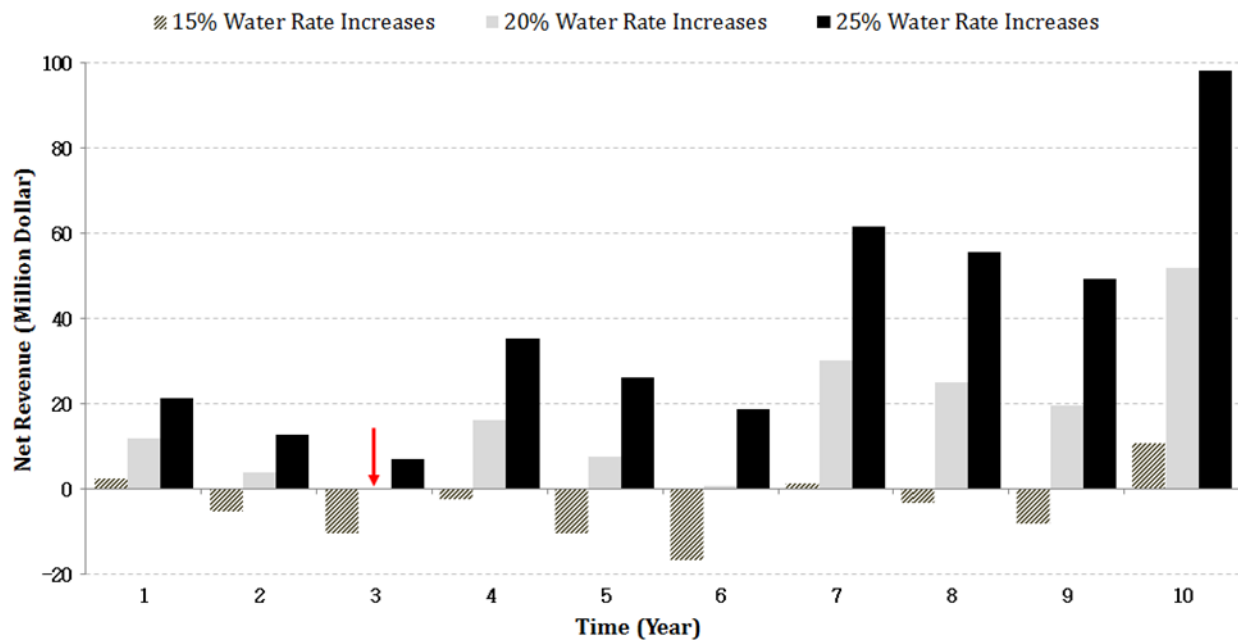 15% Water Rate Increases 20% Water Rate Increases 25% Water Rate Increases
100
80
60
40
20
0
−20
Net Revenue (Million Dollar)
1 2 3 4 5 6 7 8 9 10
Time (Year)